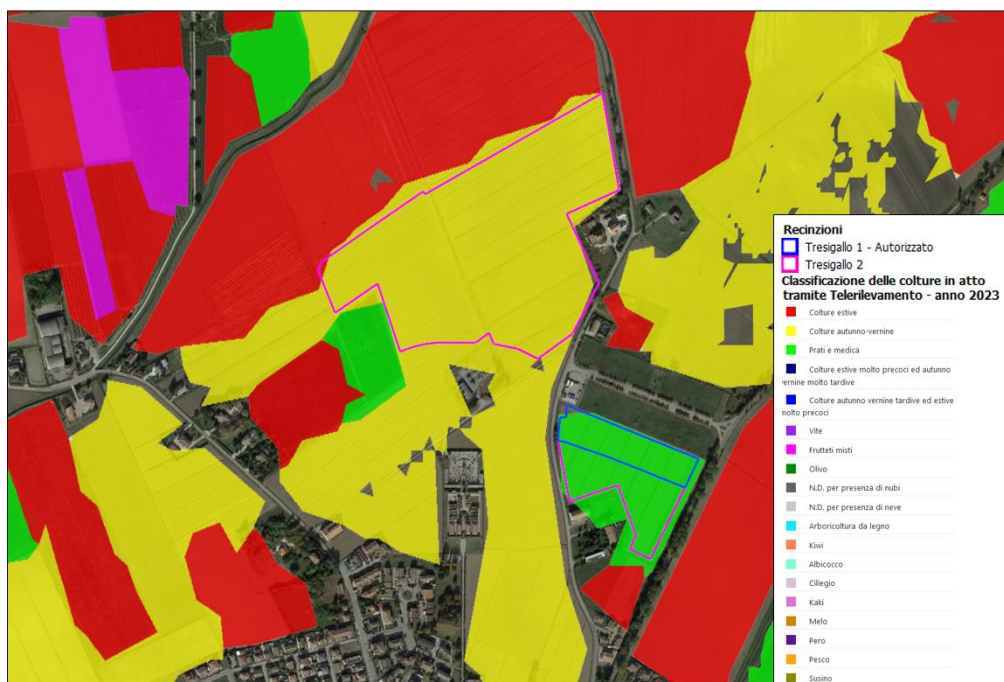 Recinzioni
Tresigallo 1 - Autorizzato
Tresigallo 2
Classificazione delle colture in atto
tramite Telerilevamento - anno 2023
Colture estive
Colture autunno-vernine
Prati e medica
Colture estive molto precoci ed autunno
vernine molto tardive
Colture autunno vernine tardive ed estive
molto precoci
Vite
Frutteti misti
Olivo
N.D. per presenza di nubi
N.D. per presenza di neve
Arboricoltura da legno
Kiwi
Albicocco
Ciliegio
Kaki
Melo
Pero
Pesco
Susino